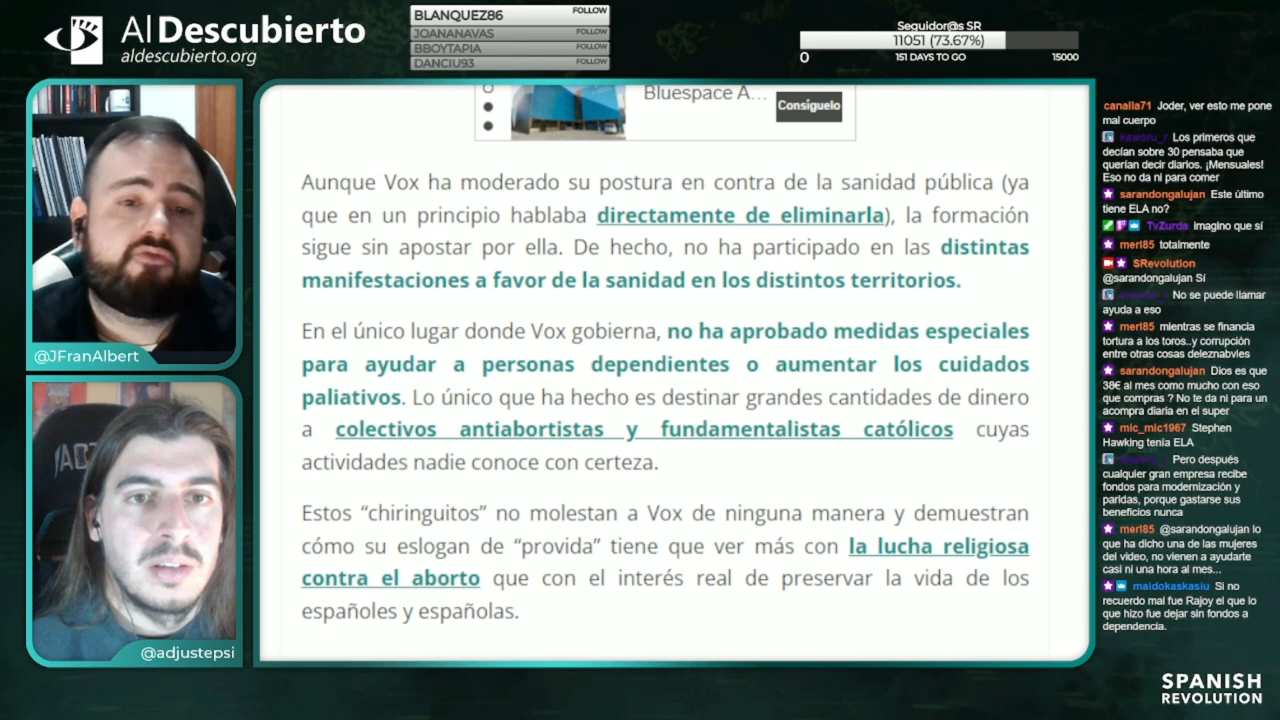 Al Descubierto
aldescubierto.org
BLANQUEZ86 FOLLOW
JOANANAVAS FOLLOW
BBOYTAPIA FOLLOW
DANCIU93 FOLLOW
Seguidor@s SR
11051 (73.67%)
0 151 DAYS TO GO 15000
Bluespace A...
Consíguelo
Aunque Vox ha moderado su postura en contra de la sanidad pública (ya
que en un principio hablaba directamente de eliminarla), la formación
sigue sin apostar por ella. De hecho, no ha participado en las distintas
manifestaciones a favor de la sanidad en los distintos territorios.
En el único lugar donde Vox gobierna, no ha aprobado medidas especiales
para ayudar a personas dependientes o aumentar los cuidados
paliativos. Lo único que ha hecho es destinar grandes cantidades de dinero
a colectivos antiabortistas y fundamentalistas católicos cuyas
actividades nadie conoce con certeza.
Estos “chiringuitos” no molestan a Vox de ninguna manera y demuestran
cómo su eslogan de “provida” tiene que ver más con la lucha religiosa
contra el aborto que con el interés real de preservar la vida de los
españoles y españolas.
@JFranAlbert
@adjustepsi
canalla71 Joder, ver esto me pone
mal cuerpo
Los primeros que
decían sobre 30 pensaba que
querían decir diarios. ¡Mensuales!
Eso no da ni para comer
sarandongalujan Este último
tiene ELA no?
TvZurda Imagino que sí
merl85 totalmente
SRevolution
@sarandongalujan Sí
No se puede llamar
ayuda a eso
merl85 mientras se financia
tortura a los toros..y corrupción
entre otras cosas deleznabvles
sarandongalujan Dios es que
38€ al mes como mucho con eso
que compras ? No te da ni para un
acompra diaria en el super
mic_mic1967 Stephen
Hawking tenía ELA
Pero después
cualquier gran empresa recibe
fondos para modernización y
paridas, porque gastarse sus
beneficios nunca
merl85 @sarandongalujan lo
que ha dicho una de las mujeres
del video, no vienen a ayudarte
casi ni una hora al mes...
maidokaskasiu Si no
recuerdo mal fue Rajoy el que lo
que hizo fue dejar sin fondos a
dependencia.
SPANISH
REVOLUTION